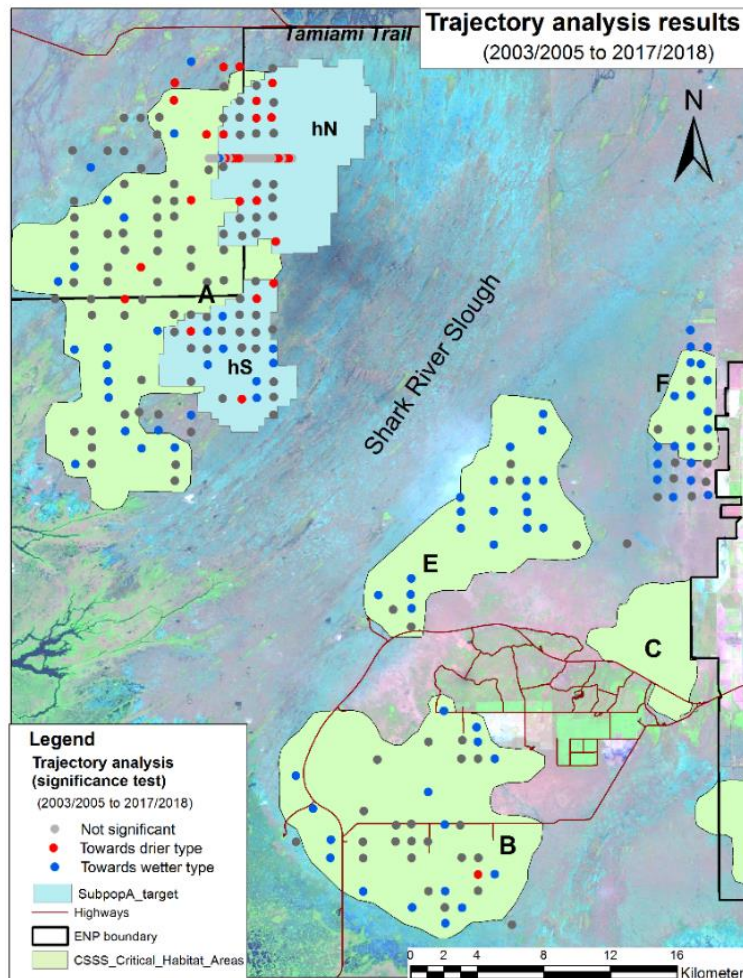 Trajectory analysis results
(2003/2005 to 2017/2018)
Tamiami Trail
hN
N
A
hS
Shark River Slough
F
E
C
B
Legend
Trajectory analysis
(significance test)
(2003/2005 to 2017/2018)
Not significant
Towards drier type
Towards wetter type
SubpopA_target
Highways
ENP boundary
CSSS_Critical_Habitat_Areas
0 2 4 8 12 16
Kilometer